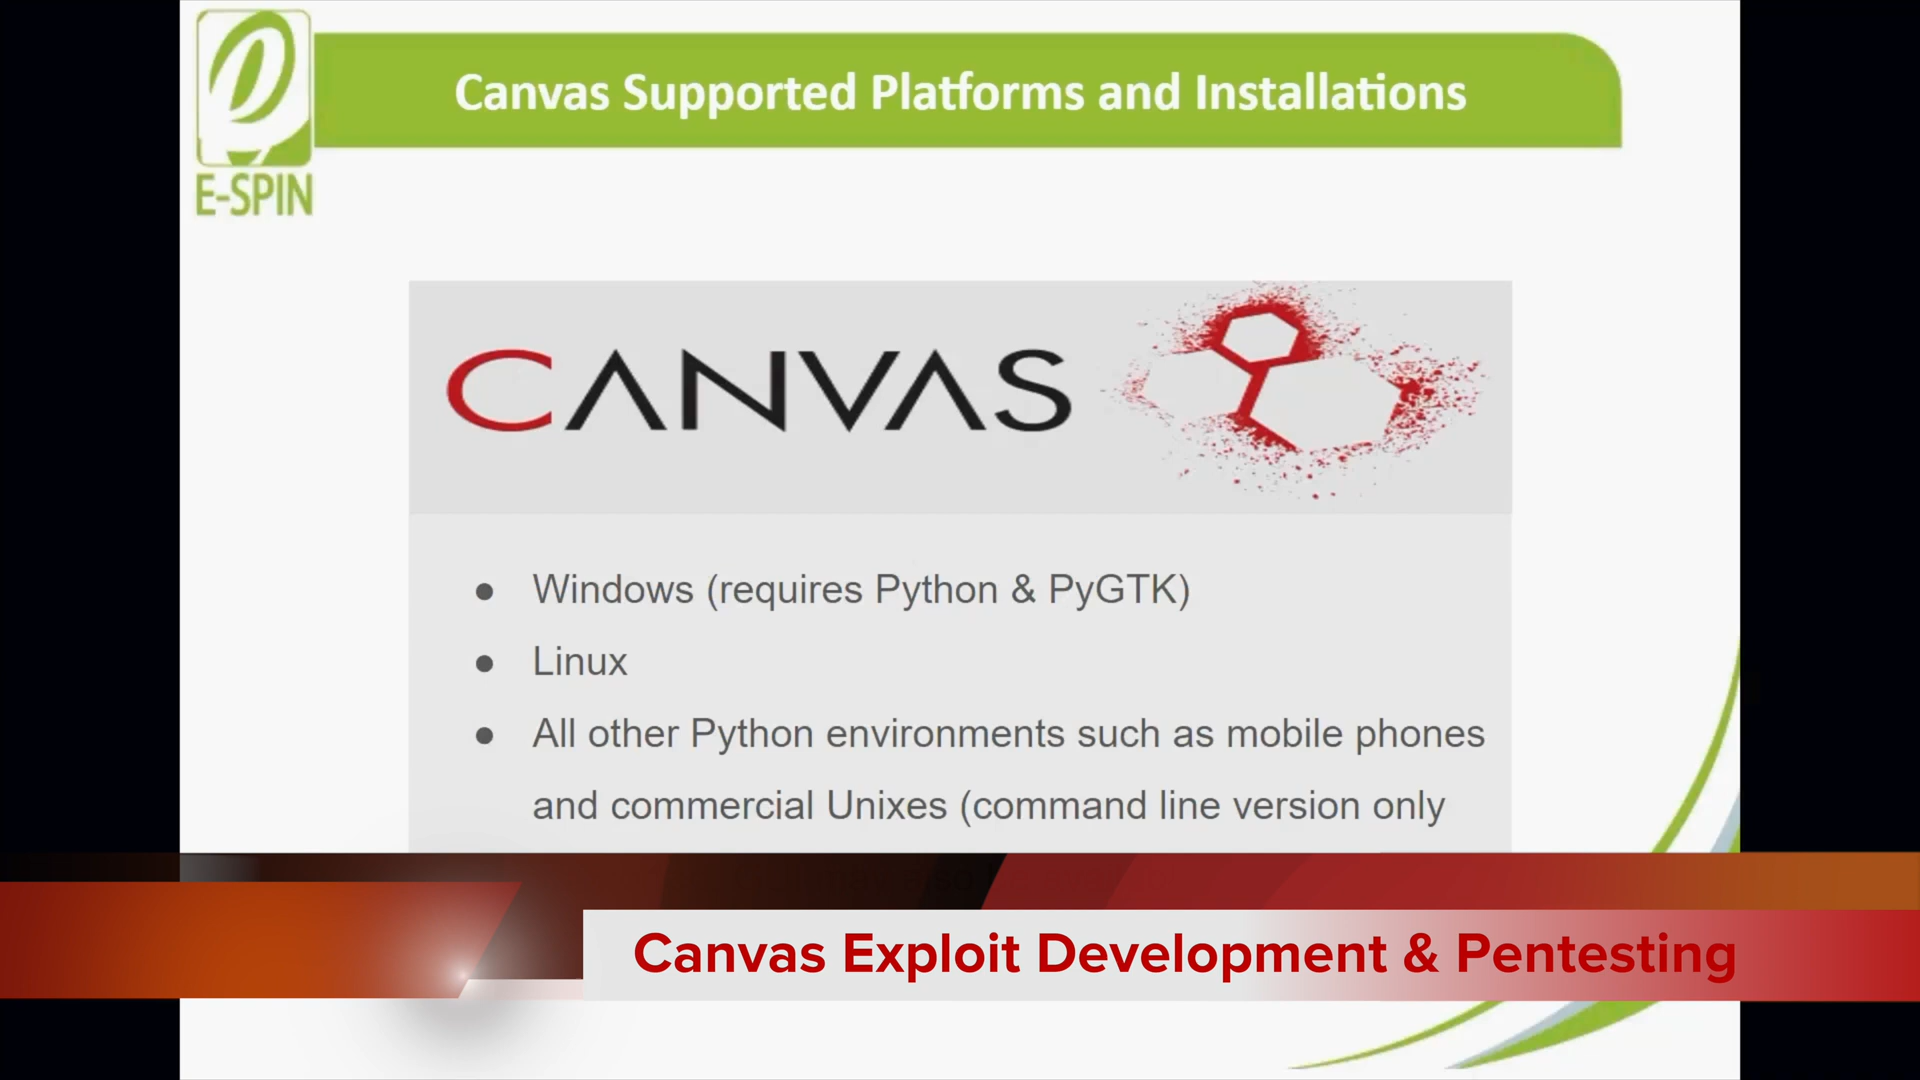 Canvas Supported Platforms and Installations
E-SPIN
CANVAS
● Windows (requires Python & PyGTK)
● Linux
● All other Python environments such as mobile phones
and commercial Unixes (command line version only
Canvas Exploit Development & Pentesting